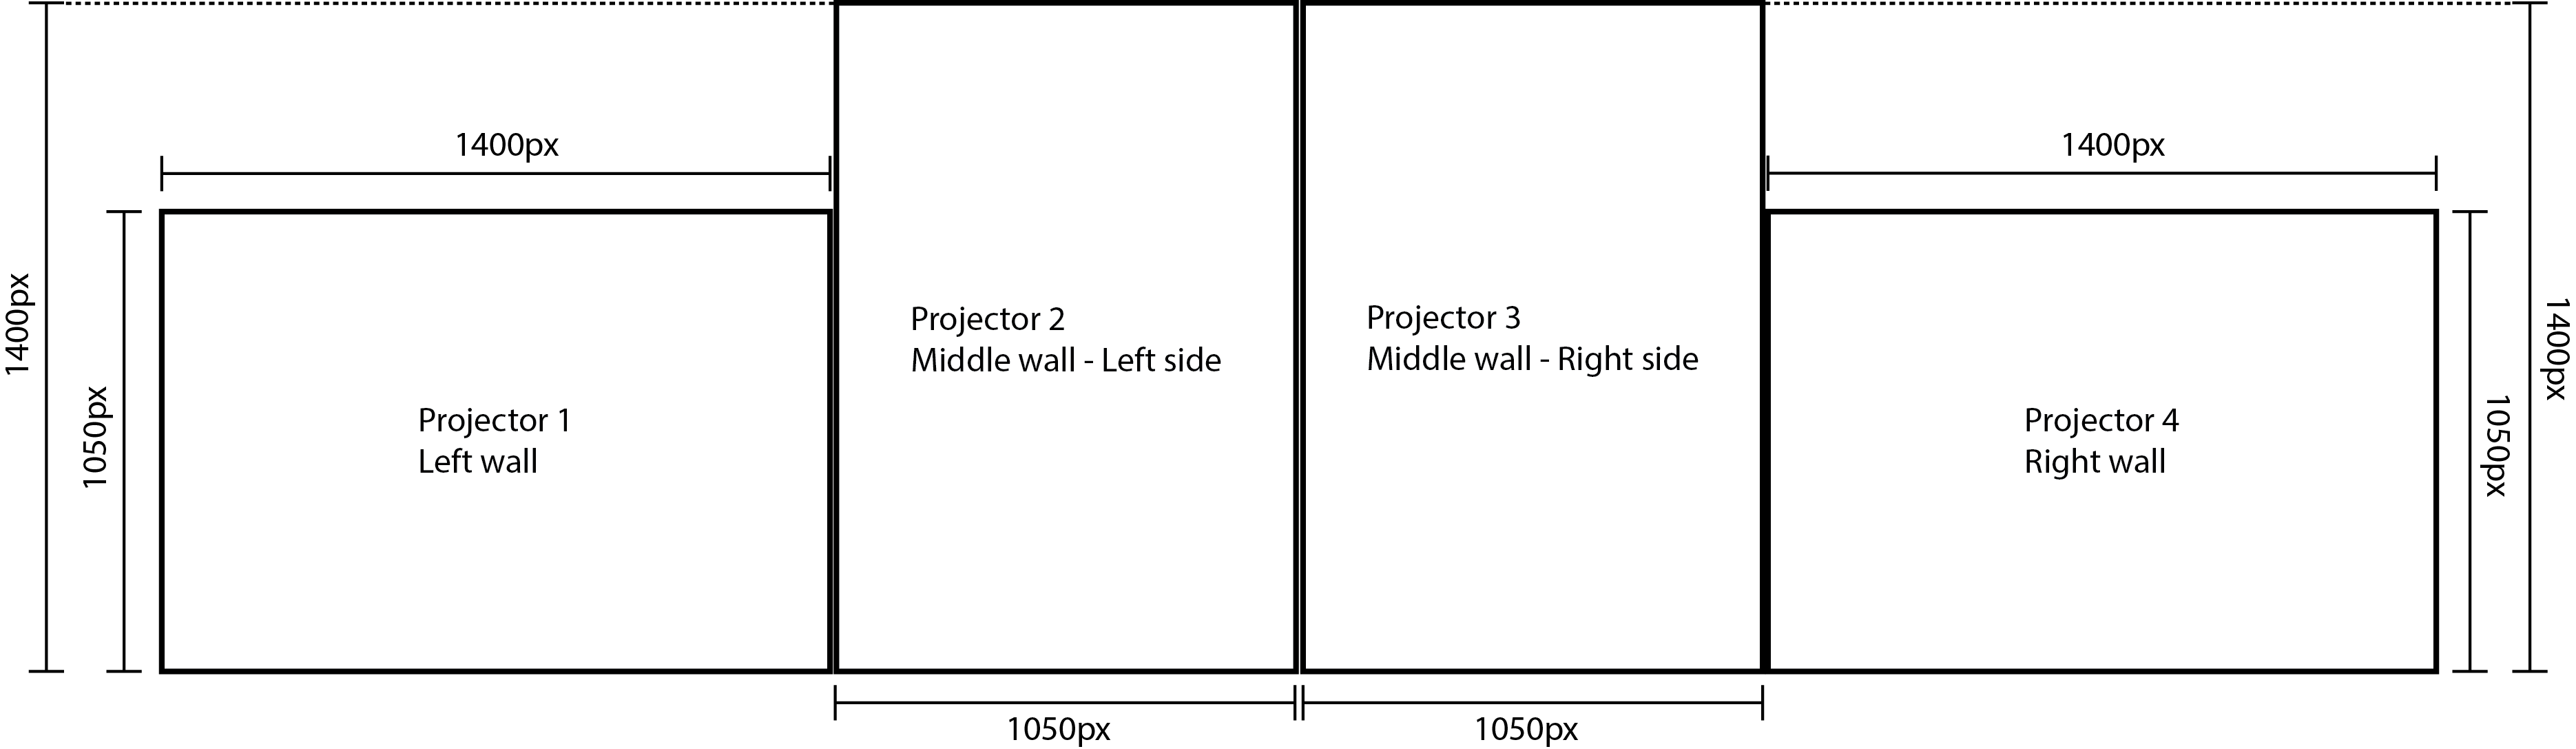 1400px
1400px
1400px
1050px
Projector 1
Left wall
Projector 2
Middle wall - Left side
Projector 3
Middle wall - Right side
Projector 4
Right wall
1050px
1400px
1050px
1050px